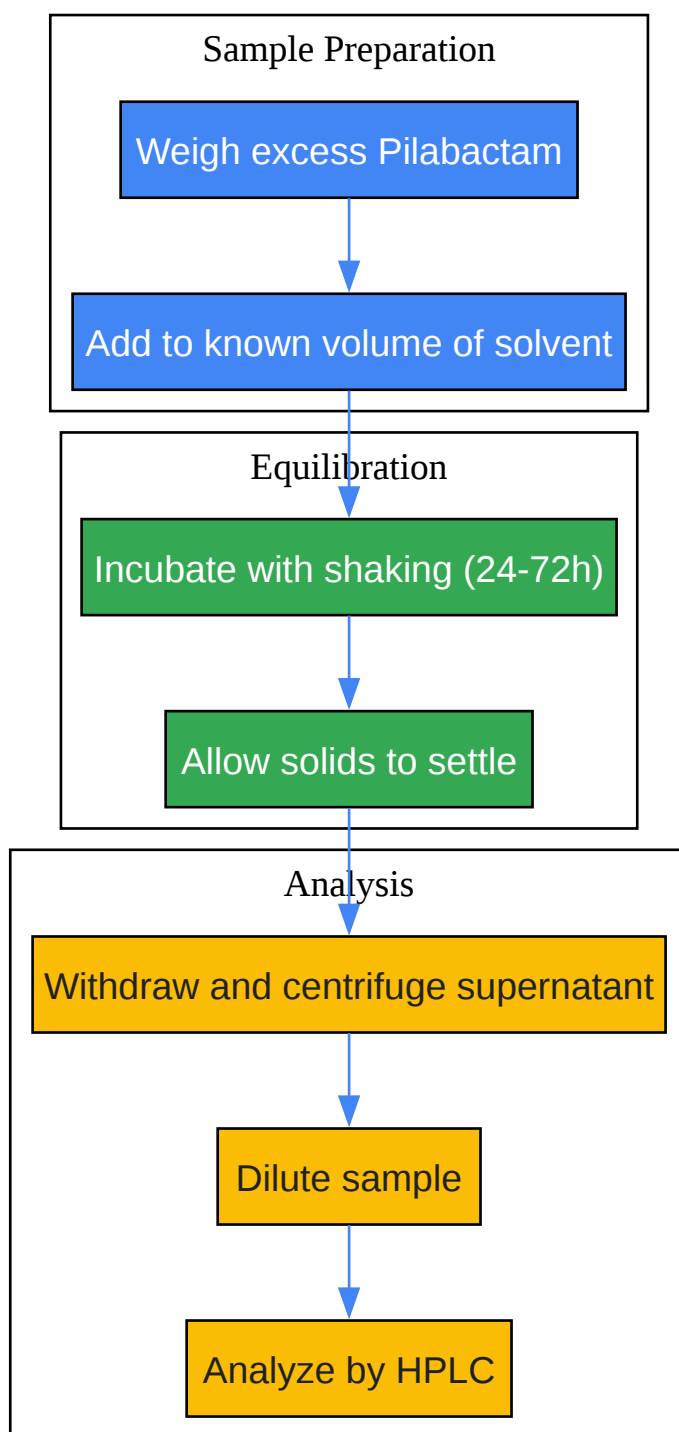 Sample Preparation
Weigh excess Pilabactam
Add to known volume of solvent
Equilibration
Incubate with shaking (24-72h)
Allow solids to settle
Analysis
Withdraw and centrifuge supernatant
Dilute sample
Analyze by HPLC